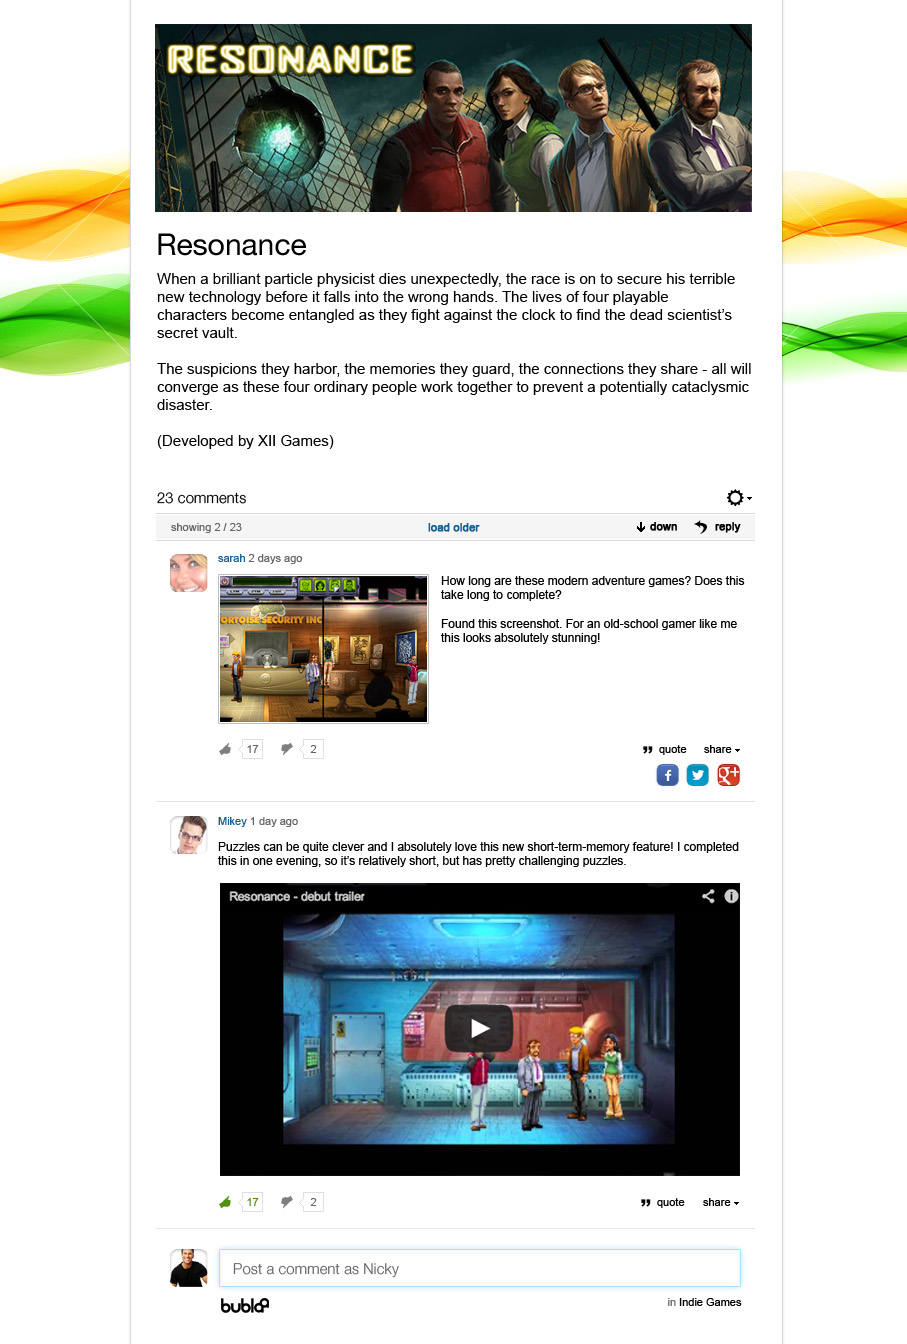 RESONANCE
Resonance
When a brilliant particle physicist dies unexpectedly, the race is on to secure his terrible
new technology before it falls into the wrong hands. The lives of four playable
characters become entangled as they fight against the clock to find the dead scientist’s
secret vault.
The suspicions they harbor, the memories they guard, the connections they share - all will
converge as these four ordinary people work together to prevent a potentially cataclysmic
disaster.
(Developed by XII Games)
23 comments
showing 2 / 23
load older
down
reply
sarah 2 days ago
ORTOISE SECURITY INC
How long are these modern adventure games? Does this
take long to complete?
Found this screenshot. For an old-school gamer like me
this looks absolutely stunning!
17
2
quote
share
f
g+
Mikey 1 day ago
Puzzles can be quite clever and I absolutely love this new short-term-memory feature! I completed
this in one evening, so it’s relatively short, but has pretty challenging puzzles.
Resonance - debut trailer
17
2
quote
share
Post a comment as Nicky
bubla
in Indie Games